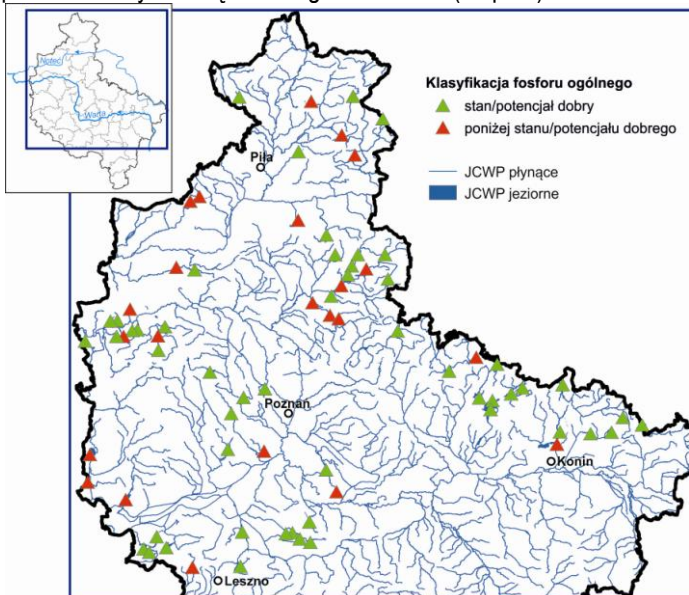 Noteć
Warta
Klasyfikacja fosforu ogólnego
stan/potencjał dobry
poniżej stanu/potencjału dobrego
JCWP płynące
JCWP jeziorne
Piła
Poznań
Konin
Leszno